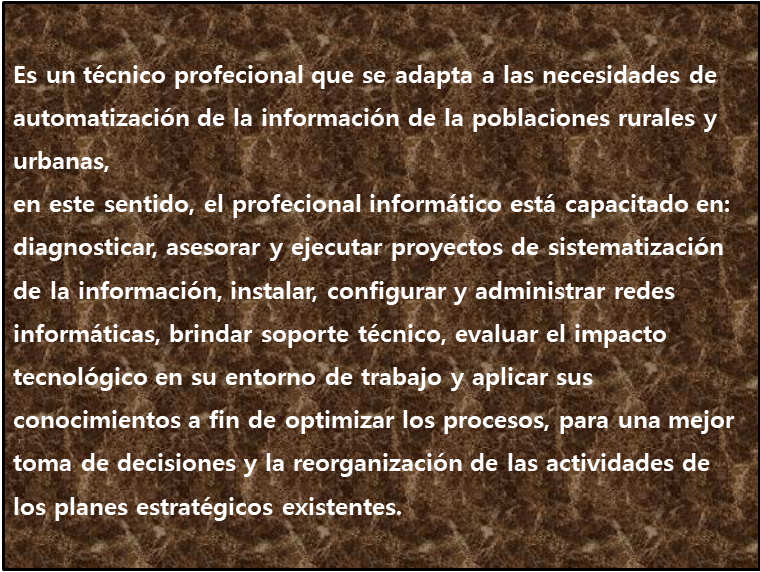 Es un técnico profecional que se adapta a las necesidades de
automatización de la información de la poblaciones rurales y
urbanas,
en este sentido, el profecional informático está capacitado en:
diagnosticar, asesorar y ejecutar proyectos de sistematización
de la información, instalar, configurar y administrar redes
informáticas, brindar soporte técnico, evaluar el impacto
tecnológico en su entorno de trabajo y aplicar sus
conocimientos a fin de optimizar los procesos, para una mejor
toma de decisiones y la reorganización de las actividades de
los planes estratégicos existentes.